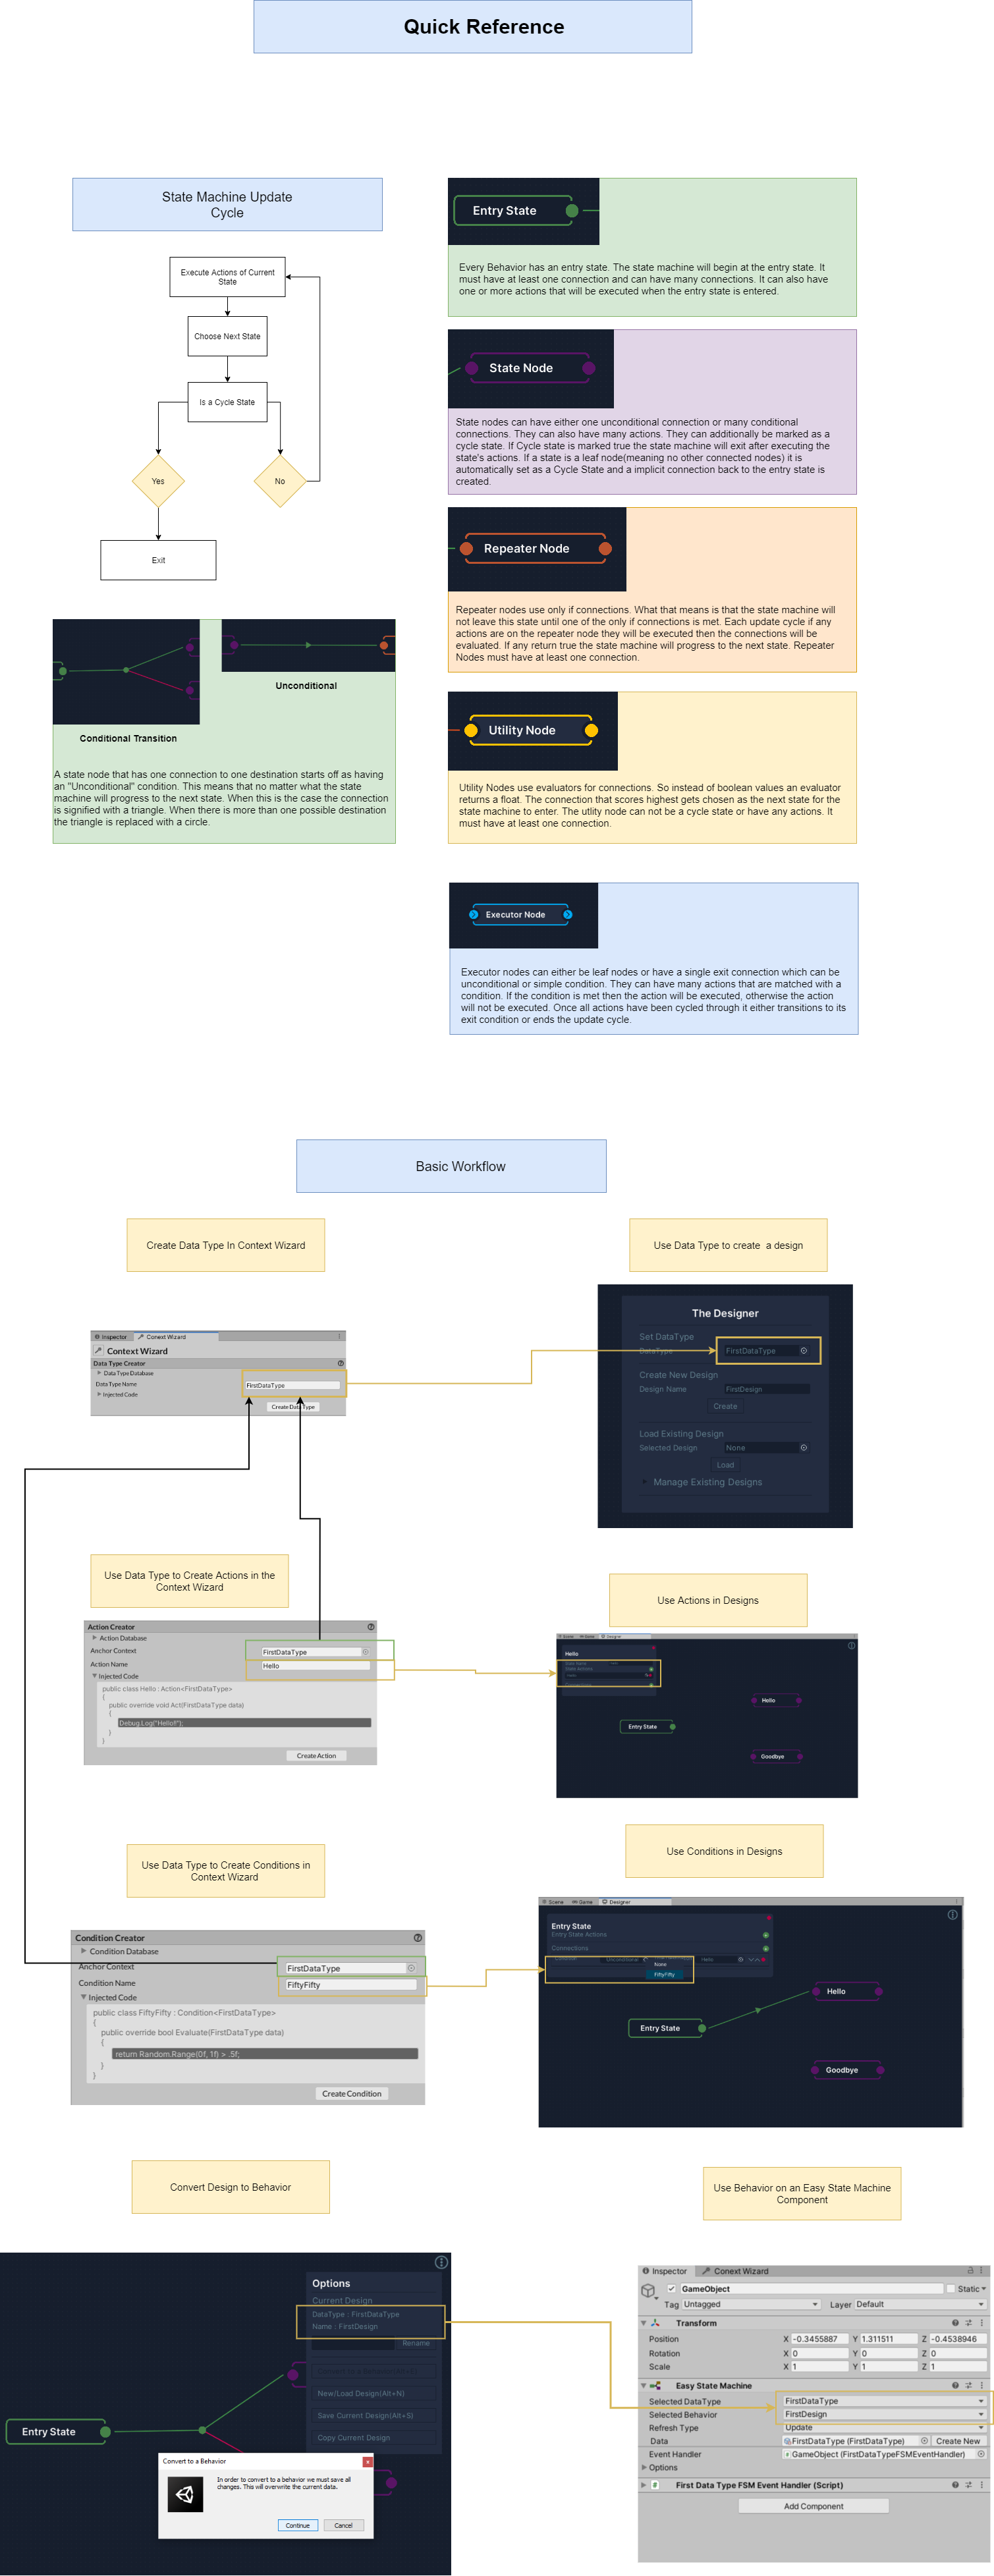 Quick Reference
State Machine Update
Cycle
Execute Actions of Current
State
Choose Next State
Is a Cycle State
Yes
No
Exit
Conditional Transition
Unconditional
A state node that has one connection to one destination starts off as having
an "Unconditional" condition. This means that no matter what the state
machine will progress to the next state. When this is the case the connection
is signified with a triangle. When there is more than one possible destination
the triangle is replaced with a circle.
Entry State
Every Behavior has an entry state. The state machine will begin at the entry state. It
must have at least one connection and can have many connections. It can also have
one or more actions that will be executed when the entry state is entered.
State Node
State nodes can have either one unconditional connection or many conditional
connections. They can also have many actions. They can additionally be marked as a
cycle state. If Cycle state is marked true the state machine will exit after executing the
state's actions. If a state is a leaf node(meaning no other connected nodes) it is
automatically set as a Cycle State and a implicit connection back to the entry state is
created.
Repeater Node
Repeater nodes use only if connections. What that means is that the state machine will
not leave this state until one of the only if connections is met. Each update cycle if any
actions are on the repeater node they will be executed then the connections will be
evaluated. If any return true the state machine will progress to the next state. Repeater
Nodes must have at least one connection.
Utility Node
Utility Nodes use evaluators for connections. So instead of boolean values an evaluator
returns a float. The connection that scores highest gets chosen as the next state for the
state machine to enter. The utlity node can not be a cycle state or have any actions. It
must have at least one connection.
Executor Node
Executor nodes can either be leaf nodes or have a single exit connection which can be
unconditional or simple condition. They can have many actions that are matched with a
condition. If the condition is met then the action will be executed, otherwise the action
will not be executed. Once all actions have been cycled through it either transitions to its
exit condition or ends the update cycle.
Basic Workflow
Create Data Type In Context Wizard
Inspector Conext Wizard
Context Wizard
Data Type Creator
Data Type Database
Data Type Name FirstDataType
Injected Code
Create Data Type
Use Data Type to create a design
The Designer
Set DataType
DataType FirstDataType
Create New Design
Design Name FirstDesign
Create
Load Existing Design
Selected Design None
Load
Manage Existing Designs
Use Data Type to Create Actions in the
Context Wizard
Action Creator
Action Database
Anchor Context FirstDataType
Action Name Hello
Injected Code
public class Hello : Action<FirstDataType>
{
public override void Act(FirstDataType data)
{
Debug.Log("Hello!!");
}
}
Create Action
Use Actions in Designs
Scene Game Designer
Hello
State Name
State Actions
Hello
Connections
Entry State
Hello
Goodbye
Use Data Type to Create Conditions in
Context Wizard
Condition Creator
Condition Database
Anchor Context FirstDataType
Condition Name FiftyFifty
Injected Code
public class FiftyFifty : Condition<FirstDataType>
{
public override bool Evaluate(FirstDataType data)
{
return Random.Range(0f, 1f) > .5f;
}
}
Create Condition
Use Conditions in Designs
Scene Game Designer
Entry State
Entry State Actions
Connections
Unconditional Hello
None
FiftyFifty
Entry State
Hello
Goodbye
Convert Design to Behavior
Options
Current Design
DataType : FirstDataType
Name : FirstDesign
Rename
New/Load Design(Alt+N)
Save Current Design(Alt+S)
Copy Current Design
Entry State
Convert to a Behavior
In order to convert to a behavior we must save all
changes. This will overwrite the current data.
Continue Cancel
Use Behavior on an Easy State Machine
Component
Inspector Conext Wizard
GameObject Static
Tag Untagged Layer Default
Transform
Position X -0.3455887 Y 1.311511 Z -0.4538946
Rotation X 0 Y 0 Z 0
Scale X 1 Y 1 Z 1
Easy State Machine
Selected DataType FirstDataType
Selected Behavior FirstDesign
Refresh Type Update
Data FirstDataType (FirstDataType) Create New
Event Handler GameObject (FirstDataTypeFSMEventHandler)
Options
First Data Type FSM Event Handler (Script)
Add Component